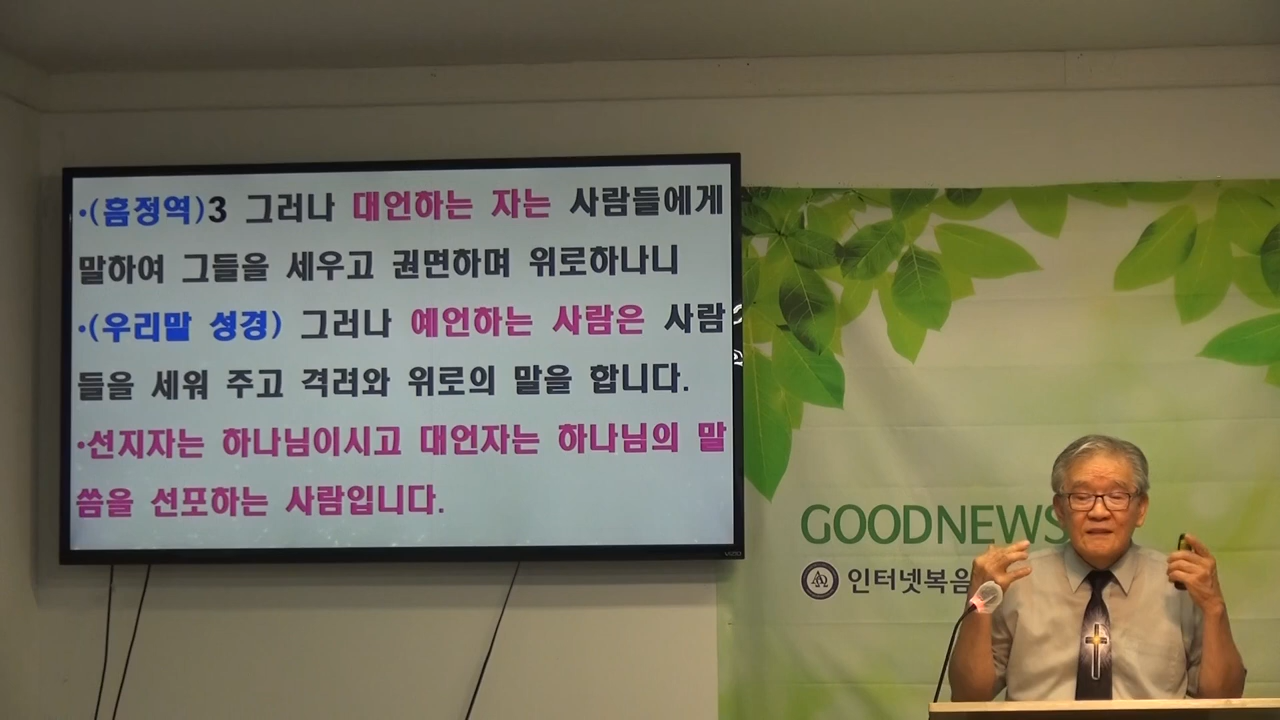 ·(흠정역)3 그러나 대언하는 자는 사람들에게
말하여 그들을 세우고 권면하며 위로하나니
·(우리말 성경) 그러나 예언하는 사람은 사람
들을 세워 주고 격려와 위로의 말을 합니다.
·선지자는 하나님이시고 대언자는 하나님의 말
씀을 선포하는 사람입니다.
GOODNEWS
인터넷복음